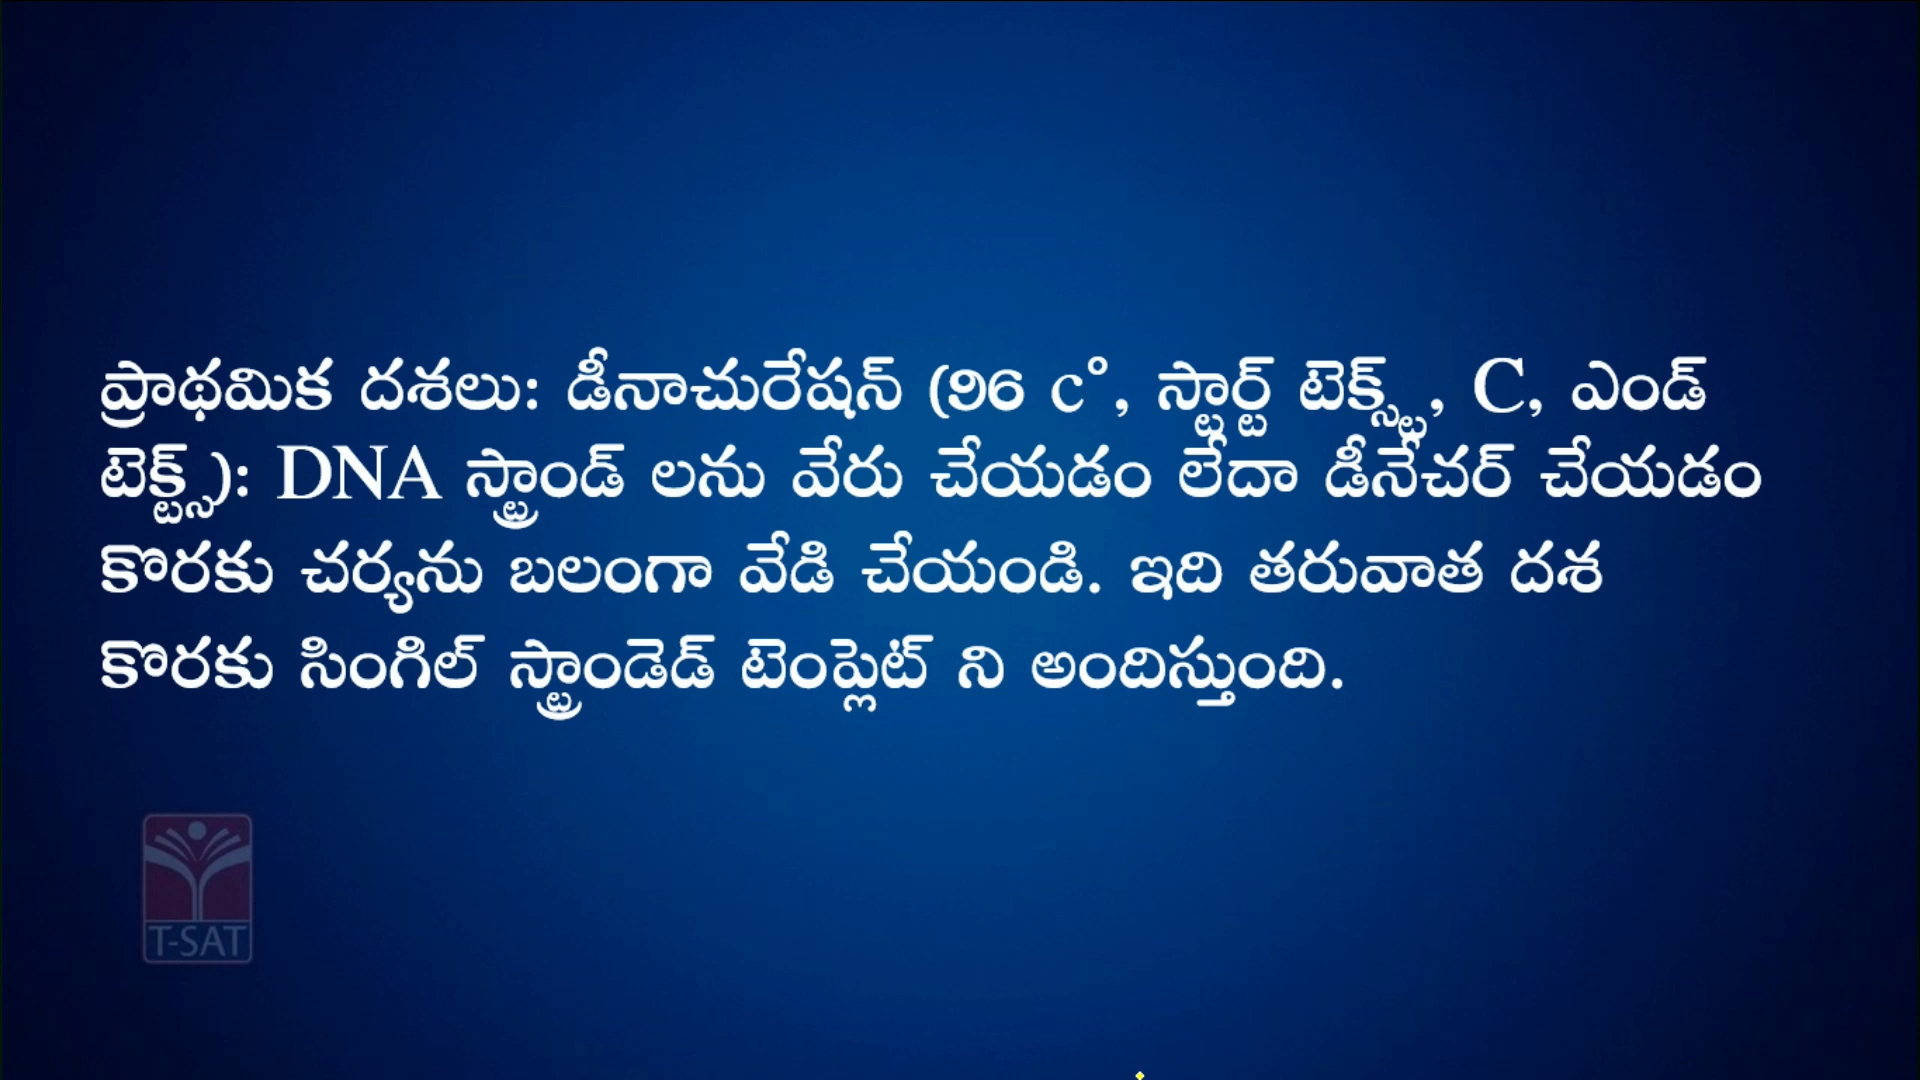 ప్రాథమిక దశలు: డీనాచురేషన్ (96 c°, స్టార్ట్ టెక్స్ట్, C, ఎండ్
టెక్ట్స్): DNA స్ట్రాండ్ లను వేరు చేయడం లేదా డీనేచర్ చేయడం
కొరకు చర్యను బలంగా వేడి చేయండి. ఇది తరువాత దశ
కొరకు సింగిల్ స్ట్రాండెడ్ టెంప్లెట్ ని అందిస్తుంది.
T-SAT